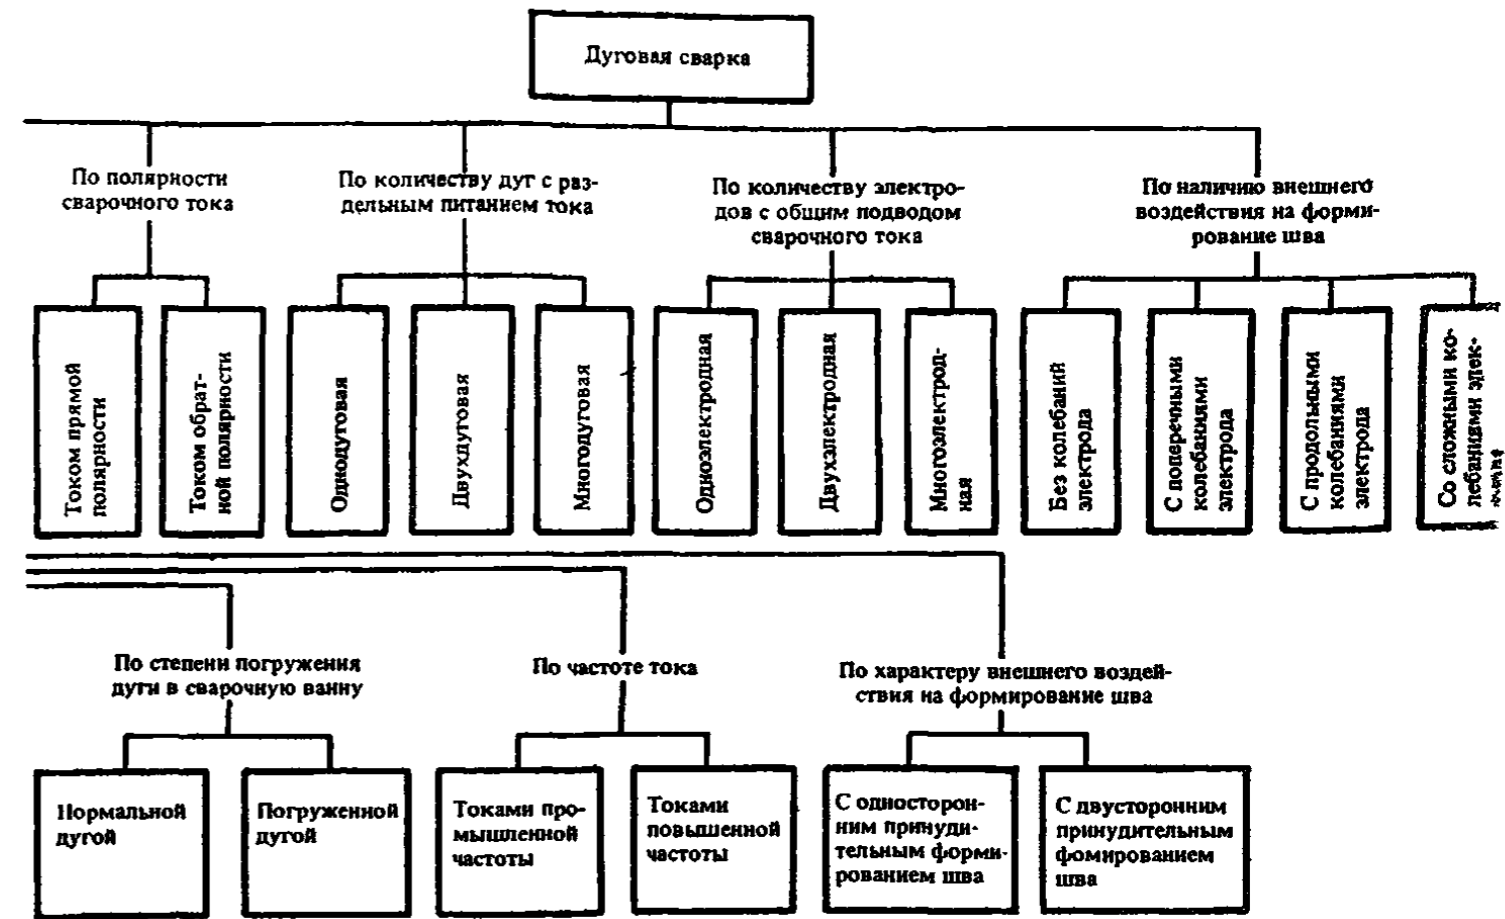 Дуговая сварка
По полярности
сварочного тока
По количеству дуг с раз-
дельным питанием тока
По количеству электро-
дов с общим подводом
сварочного тока
По наличию внешнего
воздействия на форми-
рование шва
Током прямой
полярности
Током обрат-
ной полярности
Однодуговая
Двухдуговая
Многодуговая
Одноэлектродная
Двухэлектродная
Многоэлектрод-
ная
Без колебаний
электрода
С поперечными
колебаниями
электрода
С продольными
колебаниями
электрода
Со сложными ко-
лебаниями элек-
По степени погружения
дуги в сварочную ванну
По частоте тока
По характеру внешнего воздей-
ствия на формирование шва
Нормальной
дугой
Погруженной
дугой
Токами про-
мышленной
частоты
Токами
повышенной
частоты
С односторон-
ним принуди-
тельным форми-
рованием шва
С двусторонним
принудительным
фомированием
шва